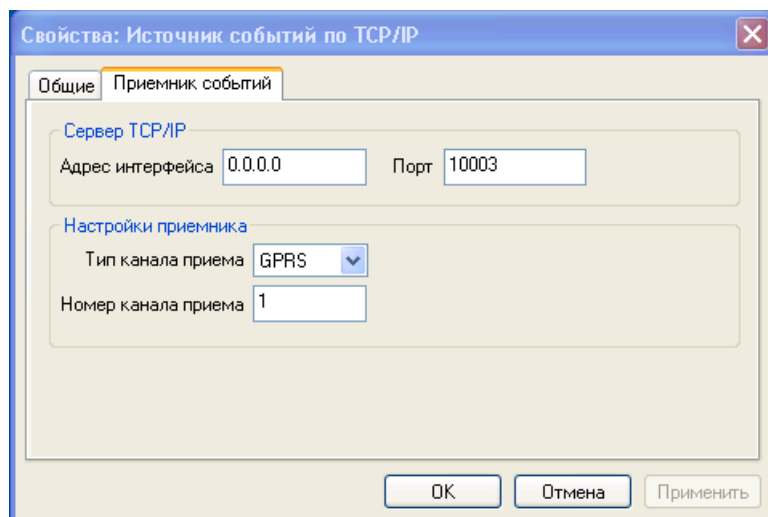 Свойства: Источник событий по TCP/IP
Общие Приемник событий
Сервер TCP/IP
Адрес интерфейса 0.0.0.0 Порт 10003
Настройки приемника
Тип канала приема GPRS
Номер канала приема 1
OK Отмена Применить